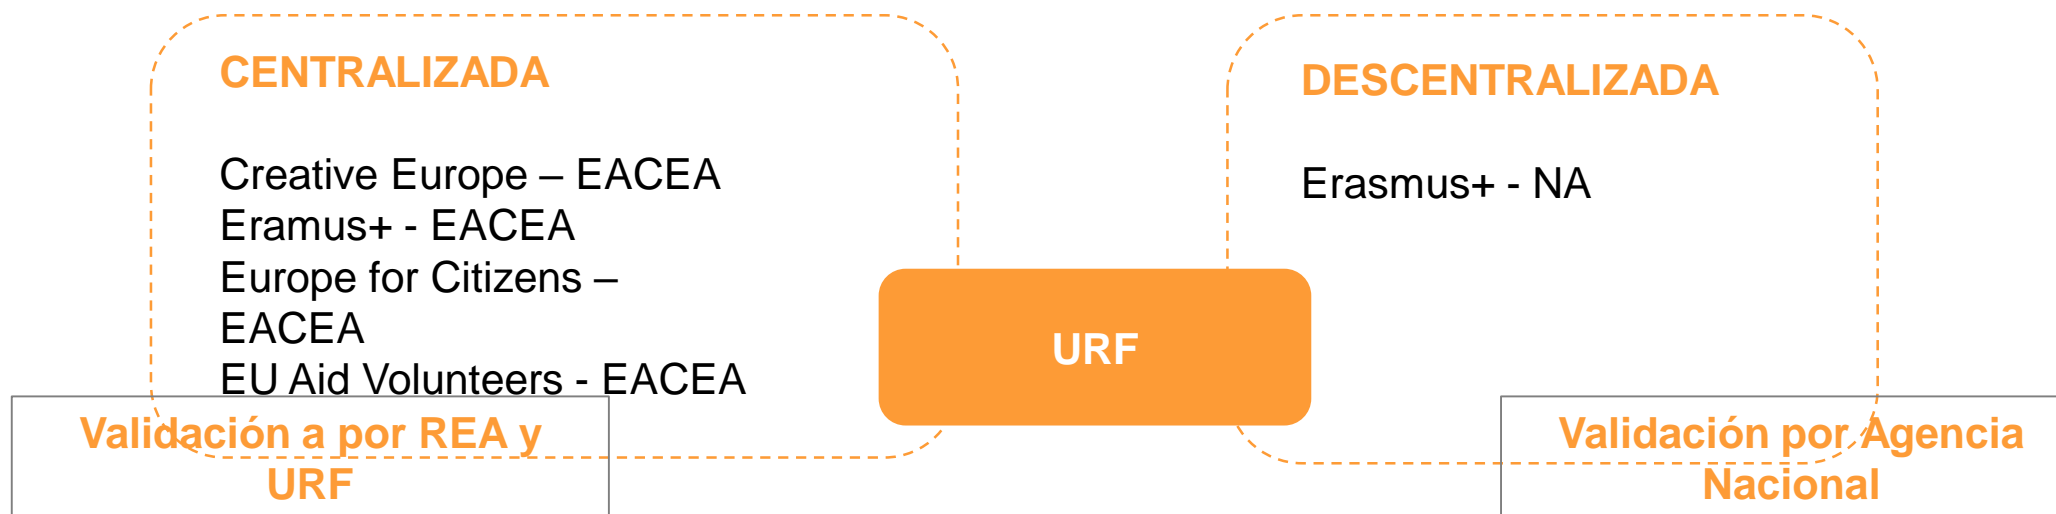 CENTRALIZADA
Creative Europe – EACEA
Eramus+ - EACEA
Europe for Citizens –
EACEA
EU Aid Volunteers - EACEA
Validación a por REA y
URF
URF
DESCENTRALIZADA
Erasmus+ - NA
Validación por Agencia
Nacional